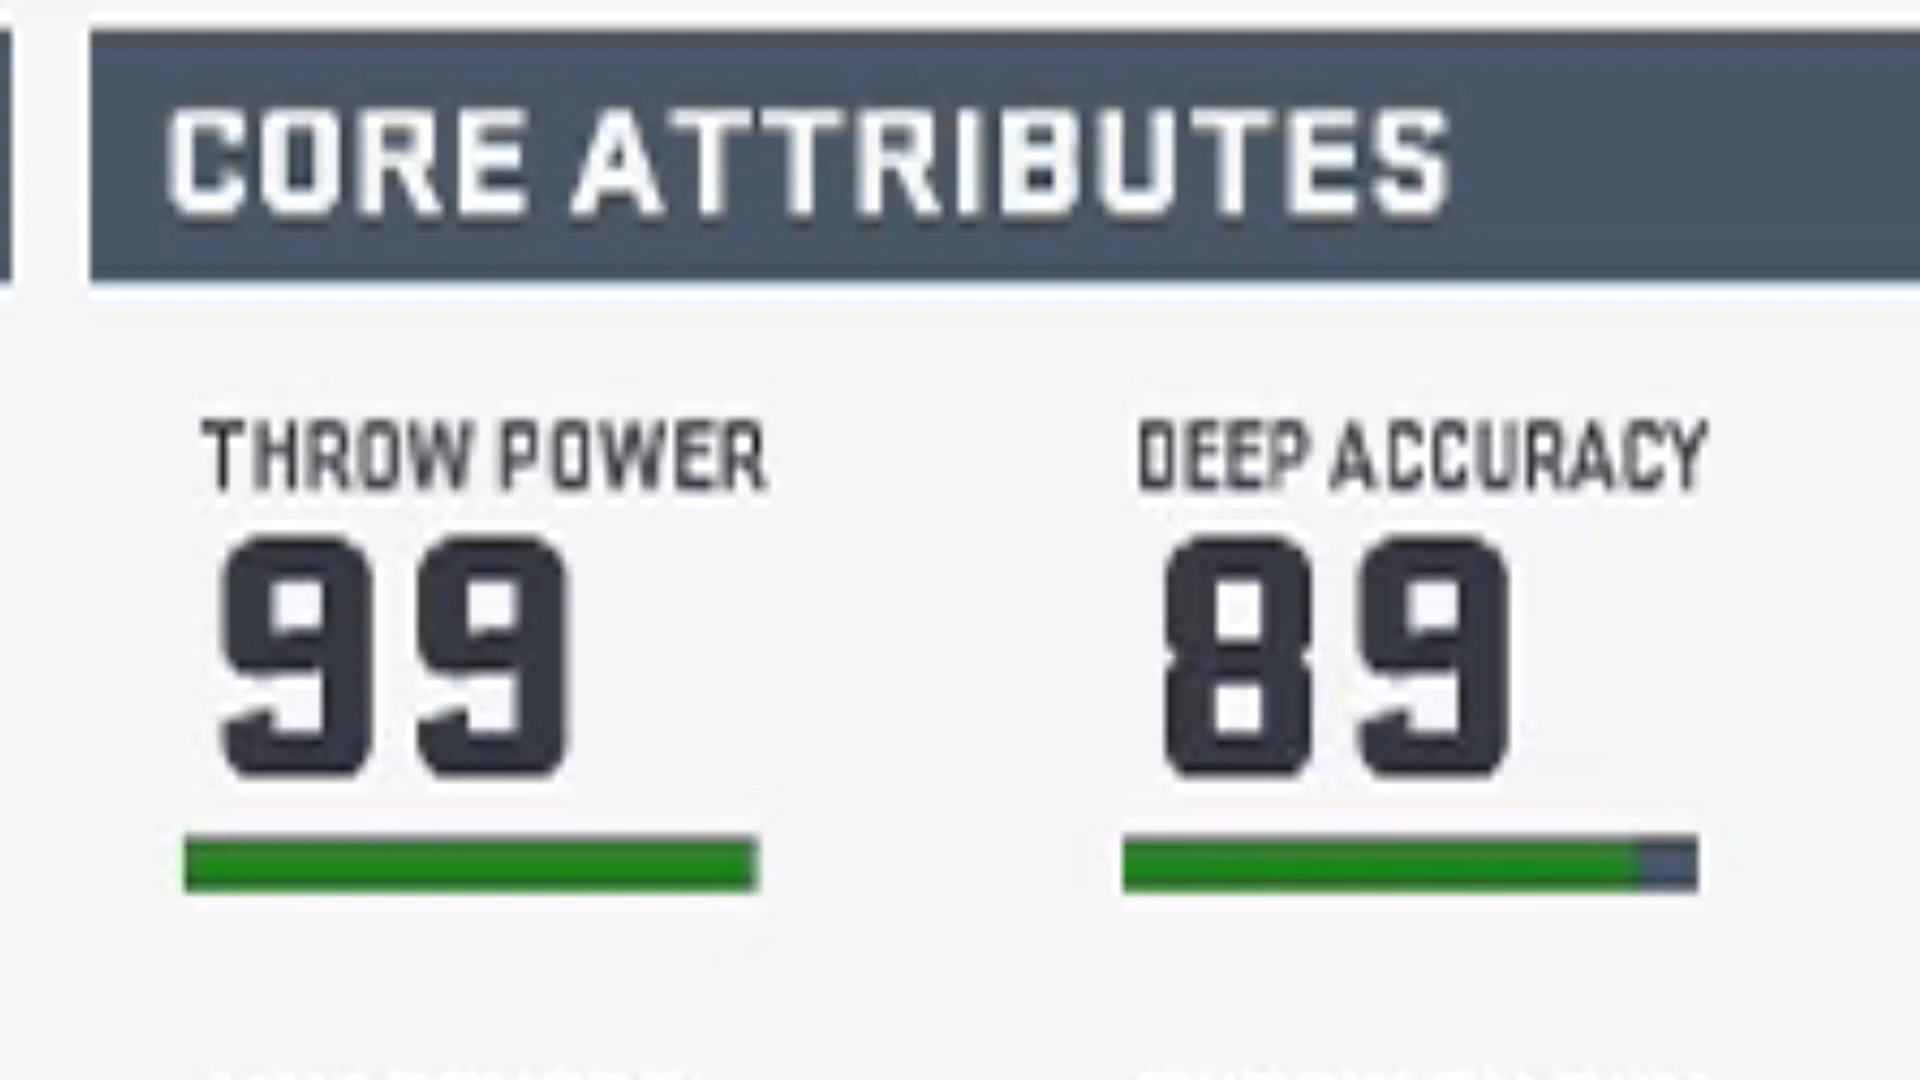 CORE ATTRIBUTES
THROW POWER
DEEP ACCURACY
99
89